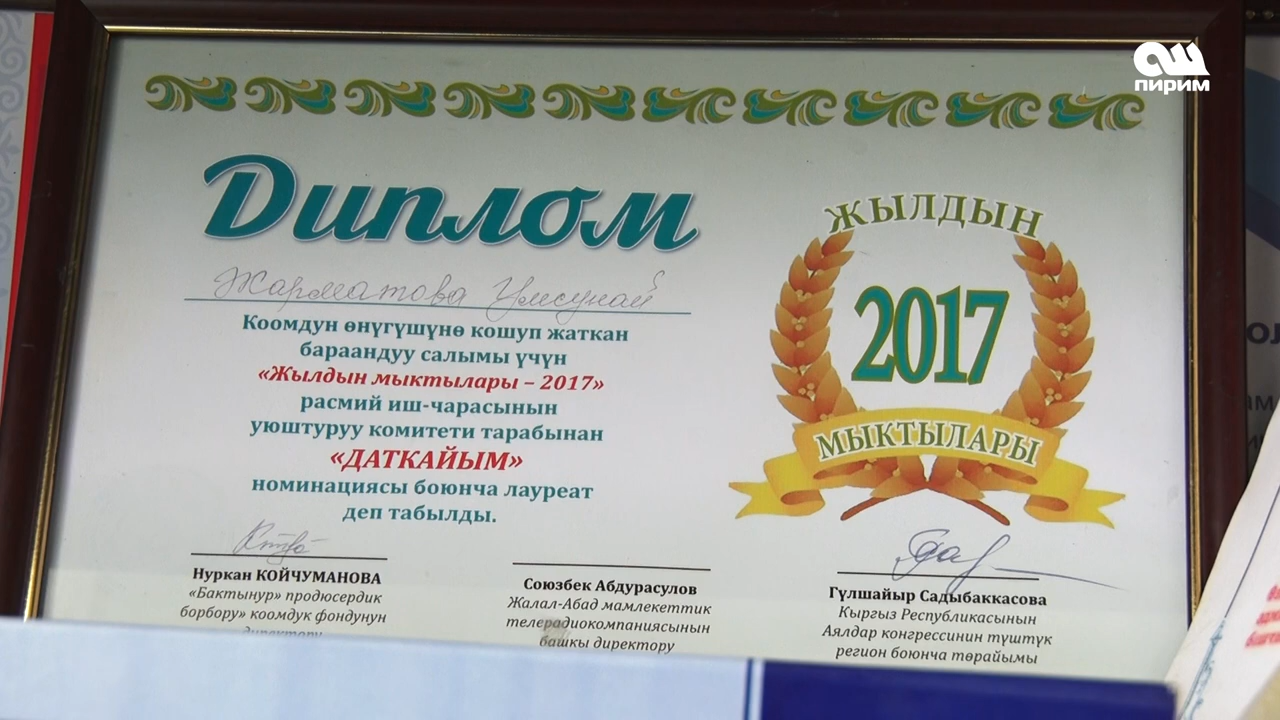 АШ
ПИРИМ
Диплом
Жарматова Умсунай
Коомдун өнүгүшүнө кошуп жаткан
бараандуу салымы үчүн
«Жылдын мыктылары – 2017»
расмий иш-чарасынын
уюштуруу комитети тарабынан
«ДАТКАЙЫМ»
номинациясы боюнча лауреат
деп табылды.
ЖЫЛДЫН
2017
МЫКТЫЛАРЫ
Нуркан КОЙЧУМАНОВА
«Бактынур» продюсердик
борбору» коомдук фондунун
директору
Союзбек Абдурасулов
Жалал-Абад мамлекеттик
телерадиокомпаниясынын
башкы директору
Гүлшайыр Садыбаккасова
Кыргыз Республикасынын
Аялдар конгрессинин түштүк
регион боюнча төрайымы